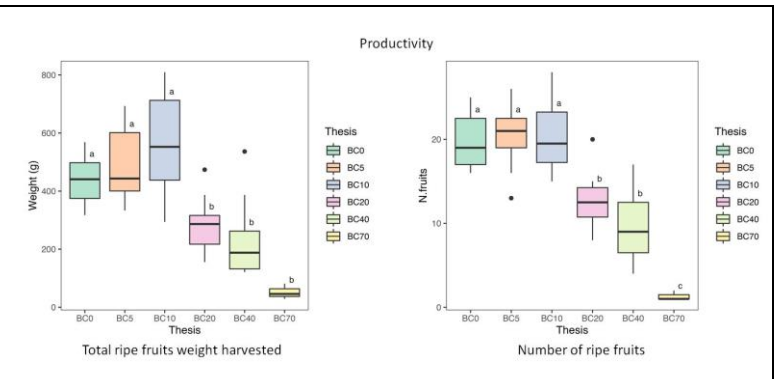 Productivity
800
600
400
200
0
Weight (g)
a
a
a
b
b
b
BC0
BC5
BC10
BC20
BC40
BC70
Thesis
Thesis
BC0
BC5
BC10
BC20
BC40
BC70
Total ripe fruits weight harvested
20
10
0
N.fruits
a
a
a
b
b
c
BC0
BC5
BC10
BC20
BC40
BC70
Thesis
Thesis
BC0
BC5
BC10
BC20
BC40
BC70
Number of ripe fruits